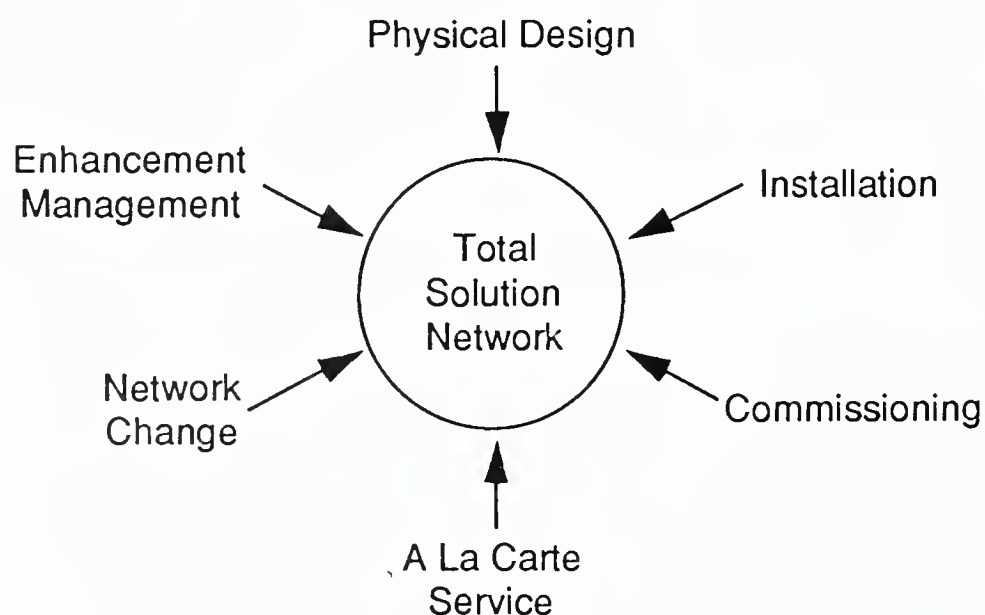 Physical Design
Enhancement
Management
Installation
Total
Solution
Network
Network
Change
Commissioning
A La Carte
Service